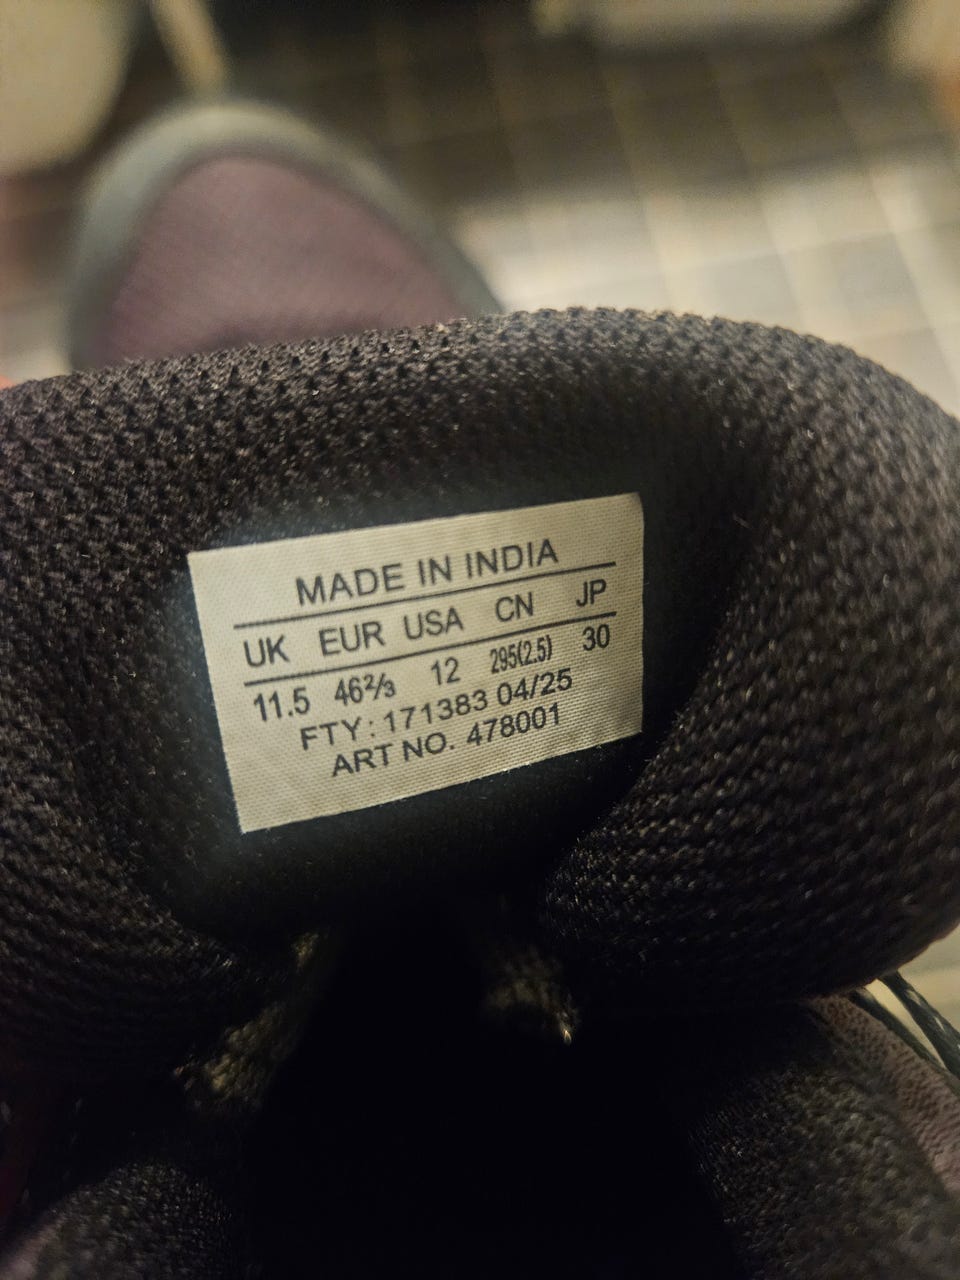 MADE IN INDIA
UK EUR USA CN JP
11.5 46⅔ 12 295(2.5) 30
FTY: 171383 04/25
ART NO. 478001